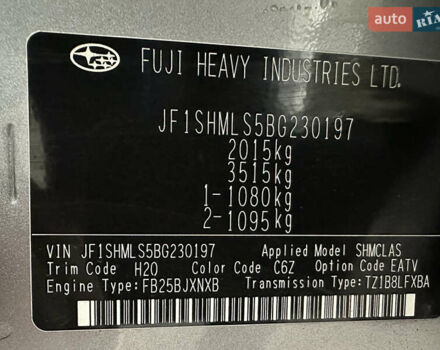 auto RIA
FUJI HEAVY INDUSTRIES LTD.
JF1SHMLS5BG230197
2015kg
3515kg
1-1080kg
2-1095kg
VIN JF1SHMLS5BG230197 Applied Model SHMCLAS
Trim Code H20 Color Code C6Z Option Code EATV
Engine Type:FB25BJXNXB Transmission Type:TZ1B8LFXBA